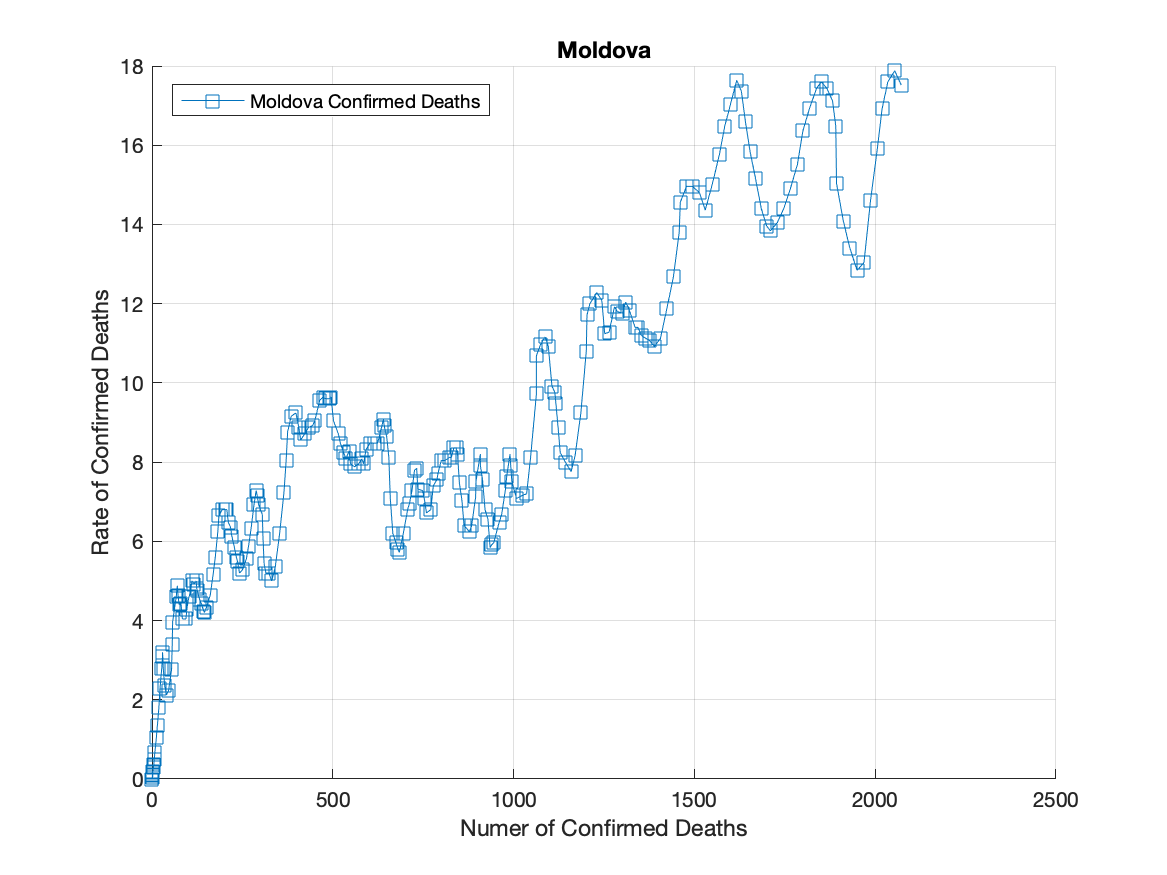 Moldova
Moldova Confirmed Deaths
Rate of Confirmed Deaths
18
16
14
12
10
8
6
4
2
0
0 500 1000 1500 2000 2500
Numer of Confirmed Deaths